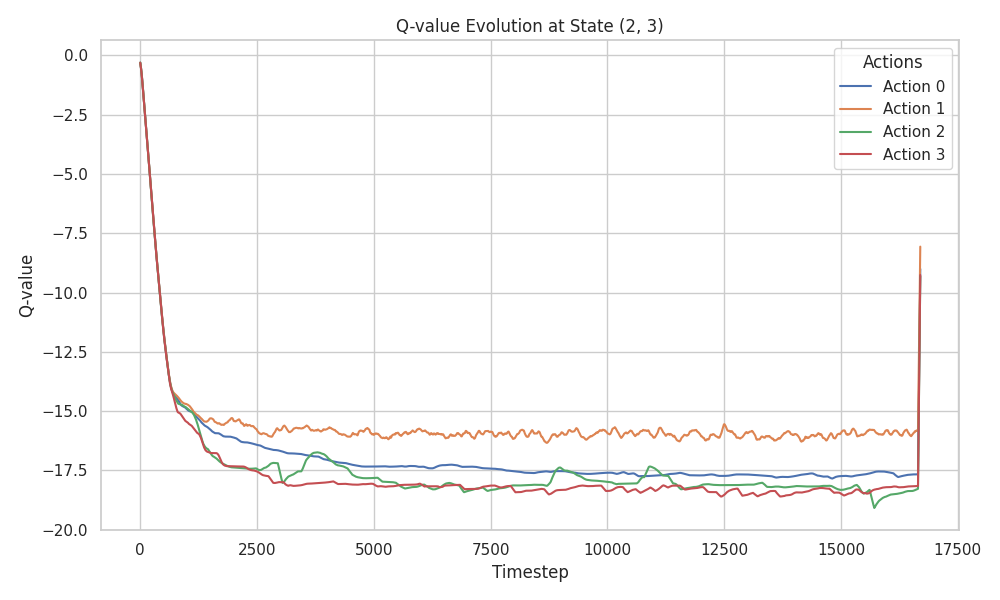 Q-value Evolution at State (2, 3)
Actions
Action 0
Action 1
Action 2
Action 3
Q-value
0.0
−2.5
−5.0
−7.5
−10.0
−12.5
−15.0
−17.5
−20.0
0 2500 5000 7500 10000 12500 15000 17500
Timestep